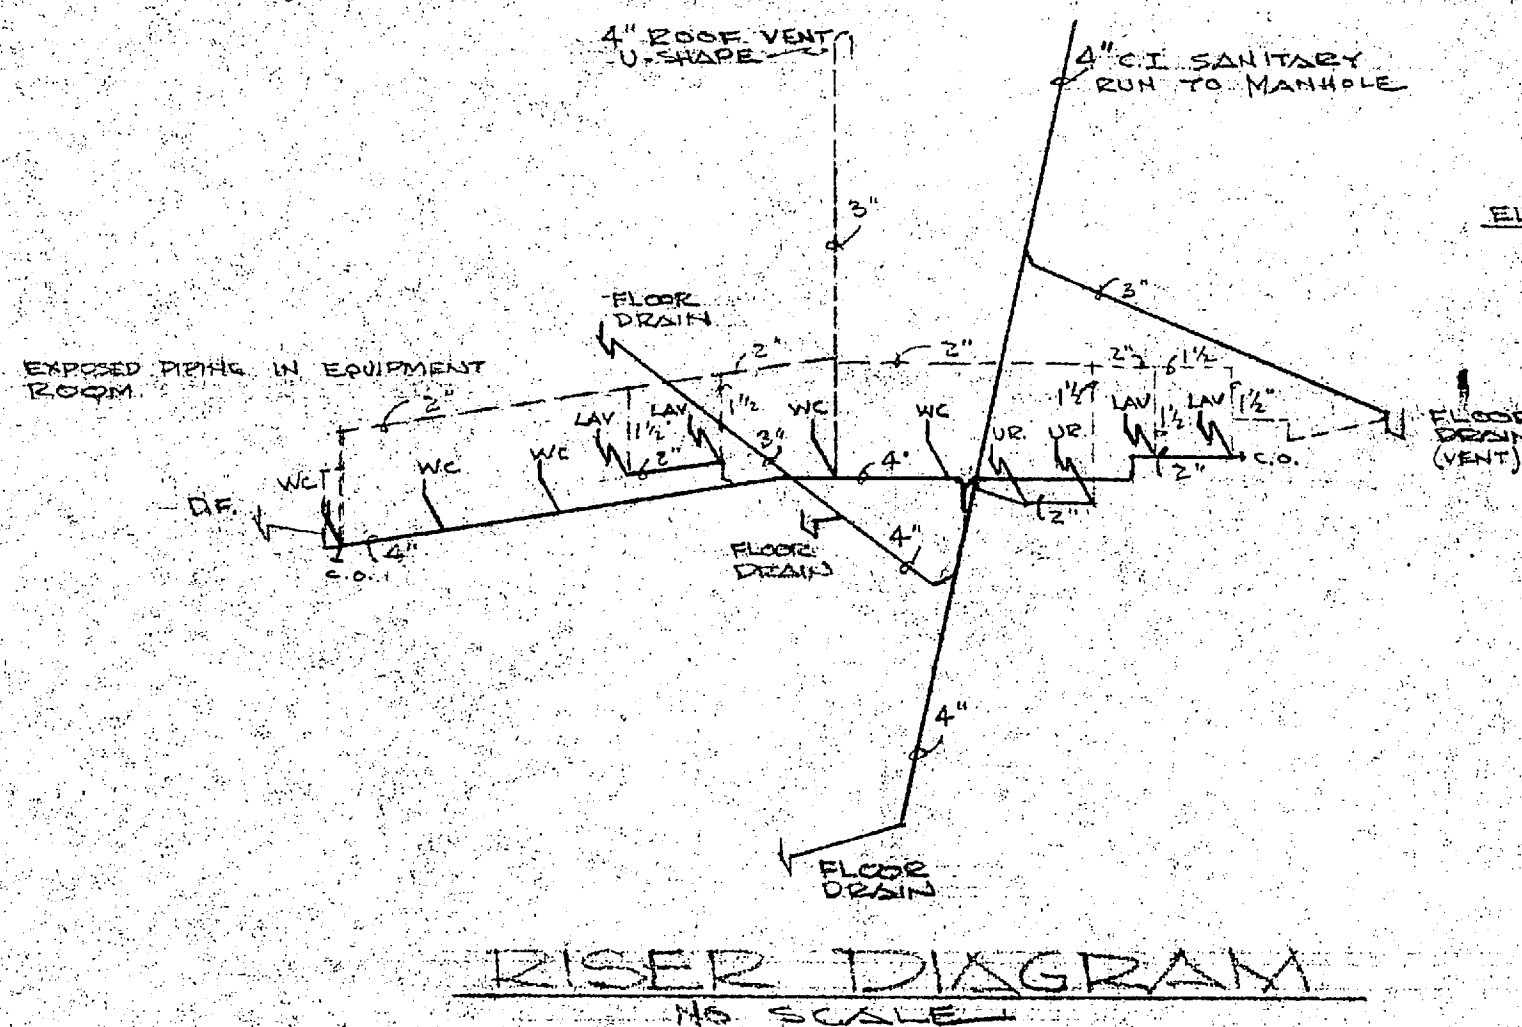 4" ROOF VENT
U-SHAPE
4" C.I. SANITARY
RUN TO MANHOLE
3"
3"
FLOOR
DRAIN
EXPOSED PIPING IN EQUIPMENT
ROOM
2"
2"
2"
2"
1½
2"
LAV
LAV
1½
1½"
WC
WC
1½
LAV
LAV
1½
1½"
FLOOR
DRAIN
(VENT)
UR.
UR.
3"
4"
2"
2"
C.O.
WC
WC
WC
D.F.
4"
C.O.
2"
FLOOR
DRAIN
4"
4"
FLOOR
DRAIN
RISER DIAGRAM
NO SCALE